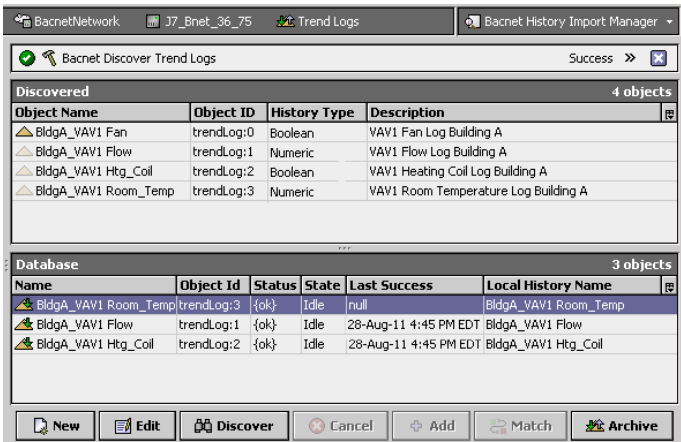 BacnetNetwork J7_Bnet_36_75 Trend Logs Bacnet History Import Manager
Bacnet Discover Trend Logs Success »
Discovered 4 objects
Object Name Object ID History Type Description
BldgA_VAV1 Fan trendLog:0 Boolean VAV1 Fan Log Building A
BldgA_VAV1 Flow trendLog:1 Numeric VAV1 Flow Log Building A
BldgA_VAV1 Htg_Coil trendLog:2 Boolean VAV1 Heating Coil Log Building A
BldgA_VAV1 Room_Temp trendLog:3 Numeric VAV1 Room Temperature Log Building A
Database 3 objects
Name Object Id Status State Last Success Local History Name
BldgA_VAV1 Room_Temp trendLog:3 {ok} Idle null BldgA_VAV1 Room_Temp
BldgA_VAV1 Flow trendLog:1 {ok} Idle 28-Aug-11 4:45 PM EDT BldgA_VAV1 Flow
BldgA_VAV1 Htg_Coil trendLog:2 {ok} Idle 28-Aug-11 4:45 PM EDT BldgA_VAV1 Htg_Coil
New Edit Discover Cancel Add Match Archive